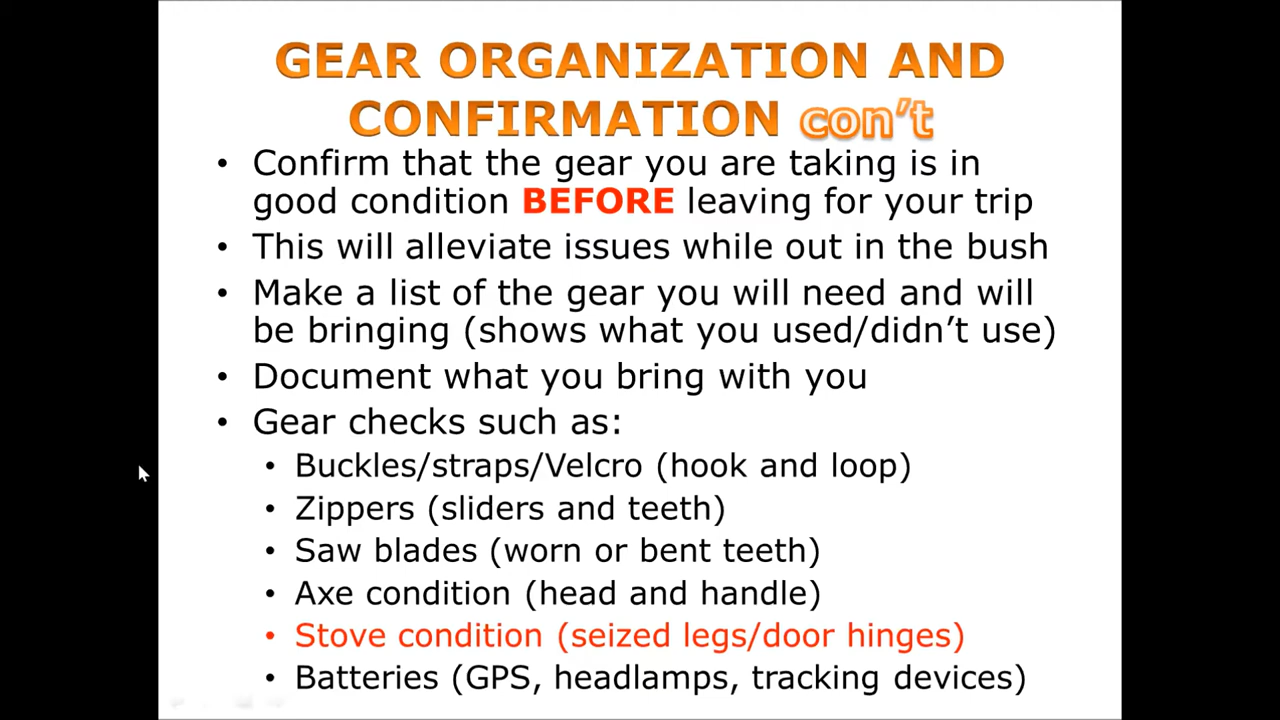 GEAR ORGANIZATION AND
CONFIRMATION con't
• Confirm that the gear you are taking is in
good condition BEFORE leaving for your trip
• This will alleviate issues while out in the bush
• Make a list of the gear you will need and will
be bringing (shows what you used/didn't use)
• Document what you bring with you
• Gear checks such as:
• Buckles/straps/Velcro (hook and loop)
• Zippers (sliders and teeth)
• Saw blades (worn or bent teeth)
• Axe condition (head and handle)
• Stove condition (seized legs/door hinges)
• Batteries (GPS, headlamps, tracking devices)